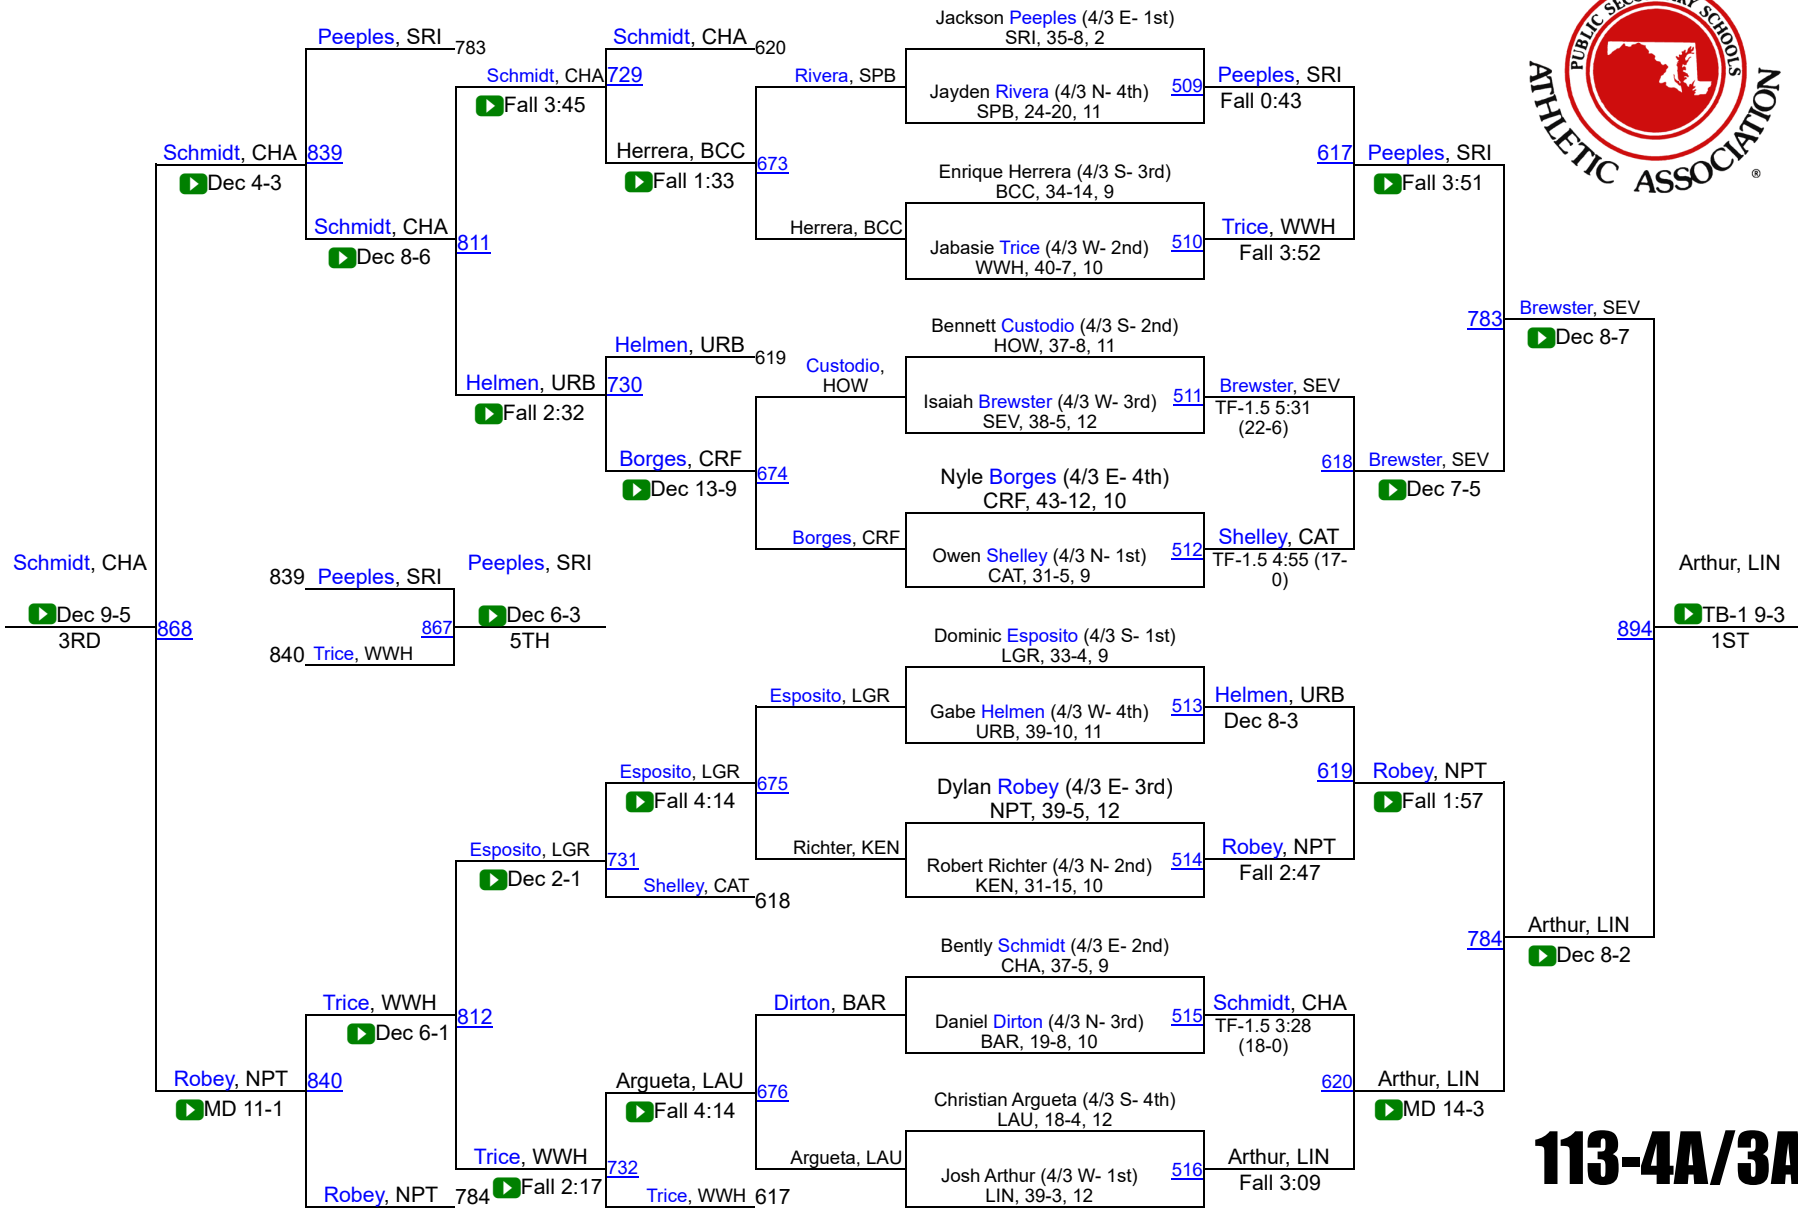 Peeples, SRI 783
Schmidt, CHA 839
Dec 4-3
Schmidt, CHA
Dec 8-6
Schmidt, CHA 729
Fall 3:45
811
Schmidt, CHA 620
Herrera, BCC
Fall 1:33
673
Rivera, SPB
Herrera, BCC
Helmen, URB 619
Helmen, URB 730
Fall 2:32
Borges, CRF
Dec 13-9
674
Custodio,
HOW
Borges, CRF
Schmidt, CHA
Dec 9-5
3RD
868
839 Peeples, SRI
840 Trice, WWH
867
Peeples, SRI
Dec 6-3
5TH
Esposito, LGR
Fall 4:14
675
Esposito, LGR
Richter, KEN
Esposito, LGR
Dec 2-1
731
Shelley, CAT
618
Trice, WWH
Dec 6-1
812
Robey, NPT 840
MD 11-1
Robey, NPT 784
Trice, WWH
Fall 2:17
732
Argueta, LAU
Fall 4:14
676
Trice, WWH 617
Dirton, BAR
Argueta, LAU
Jackson Peeples (4/3 E- 1st)
SRI, 35-8, 2
Jayden Rivera (4/3 N- 4th)
SPB, 24-20, 11
509
Peeples, SRI
Fall 0:43
Enrique Herrera (4/3 S- 3rd)
BCC, 34-14, 9
Jabasie Trice (4/3 W- 2nd)
WWH, 40-7, 10
510
Trice, WWH
Fall 3:52
617 Peeples, SRI
Fall 3:51
Bennett Custodio (4/3 S- 2nd)
HOW, 37-8, 11
Isaiah Brewster (4/3 W- 3rd)
SEV, 38-5, 12
511
Brewster, SEV
TF-1.5 5:31
(22-6)
Nyle Borges (4/3 E- 4th)
CRF, 43-12, 10
Owen Shelley (4/3 N- 1st)
CAT, 31-5, 9
512
Shelley, CAT
TF-1.5 4:55 (17-
0)
618 Brewster, SEV
Dec 7-5
783 Brewster, SEV
Dec 8-7
Dominic Esposito (4/3 S- 1st)
LGR, 33-4, 9
Gabe Helmen (4/3 W- 4th)
URB, 39-10, 11
513
Helmen, URB
Dec 8-3
Dylan Robey (4/3 E- 3rd)
NPT, 39-5, 12
Robert Richter (4/3 N- 2nd)
KEN, 31-15, 10
514
Robey, NPT
Fall 2:47
619 Robey, NPT
Fall 1:57
Bently Schmidt (4/3 E- 2nd)
CHA, 37-5, 9
Daniel Dirton (4/3 N- 3rd)
BAR, 19-8, 10
515
Schmidt, CHA
TF-1.5 3:28
(18-0)
Christian Argueta (4/3 S- 4th)
LAU, 18-4, 12
Josh Arthur (4/3 W- 1st)
LIN, 39-3, 12
516
Arthur, LIN
Fall 3:09
620 Arthur, LIN
MD 14-3
784 Arthur, LIN
Dec 8-2
894
Arthur, LIN
TB-1 9-3
1ST
PUBLIC SECONDARY SCHOOLS
ATHLETIC ASSOCIATION ®
113-4A/3A